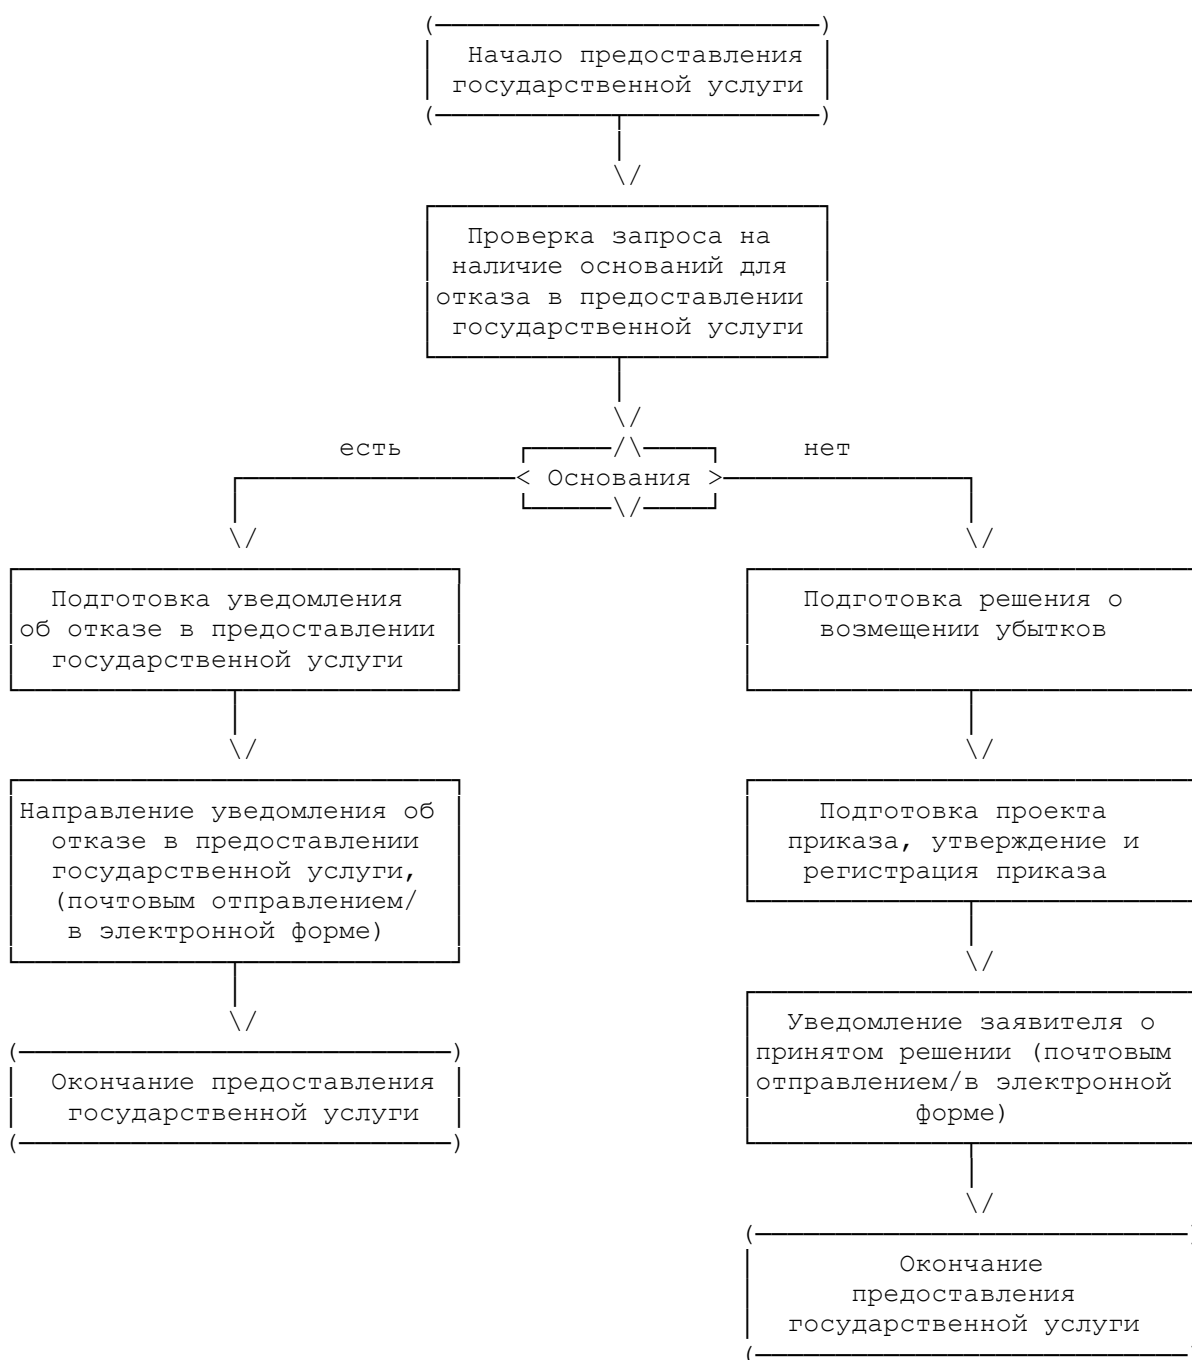 Начало предоставления
государственной услуги
Проверка запроса на
наличие оснований для
отказа в предоставлении
государственной услуги
есть
нет
Основания
Подготовка уведомления
об отказе в предоставлении
государственной услуги
Подготовка решения о
возмещении убытков
Направление уведомления об
отказе в предоставлении
государственной услуги,
(почтовым отправлением/
в электронной форме)
Подготовка проекта
приказа, утверждение и
регистрация приказа
Уведомление заявителя о
принятом решении (почтовым
отправлением/в электронной
форме)
Окончание предоставления
государственной услуги
Окончание
предоставления
государственной услуги